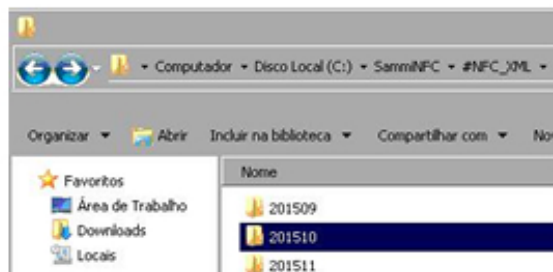 Computador Disco Local (C:) SammiNFC #NFC_XML
Organizar Abrir Incluir na biblioteca Compartilhar com Nov
Favoritos
Nome
Área de Trabalho
201509
Downloads
201510
Locais
201511